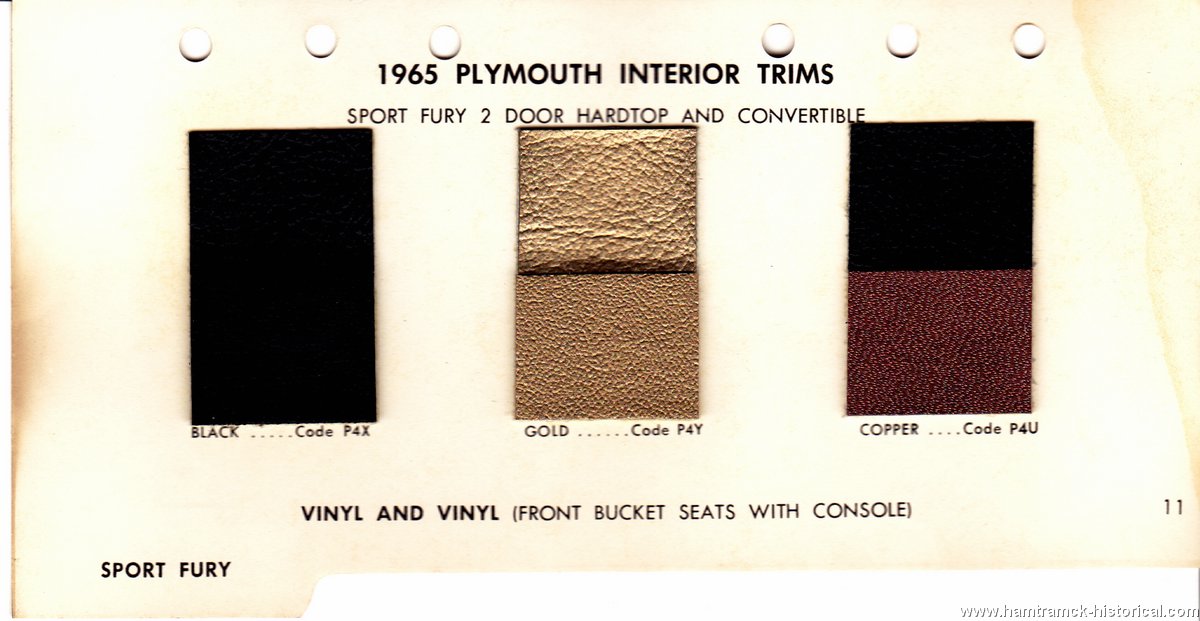 1965 PLYMOUTH INTERIOR TRIMS
SPORT FURY 2 DOOR HARDTOP AND CONVERTIBLE
BLACK .....Code P4X
GOLD ......Code P4Y
COPPER ....Code P4U
VINYL AND VINYL (FRONT BUCKET SEATS WITH CONSOLE)
11
SPORT FURY
www.hamtramck-historical.com